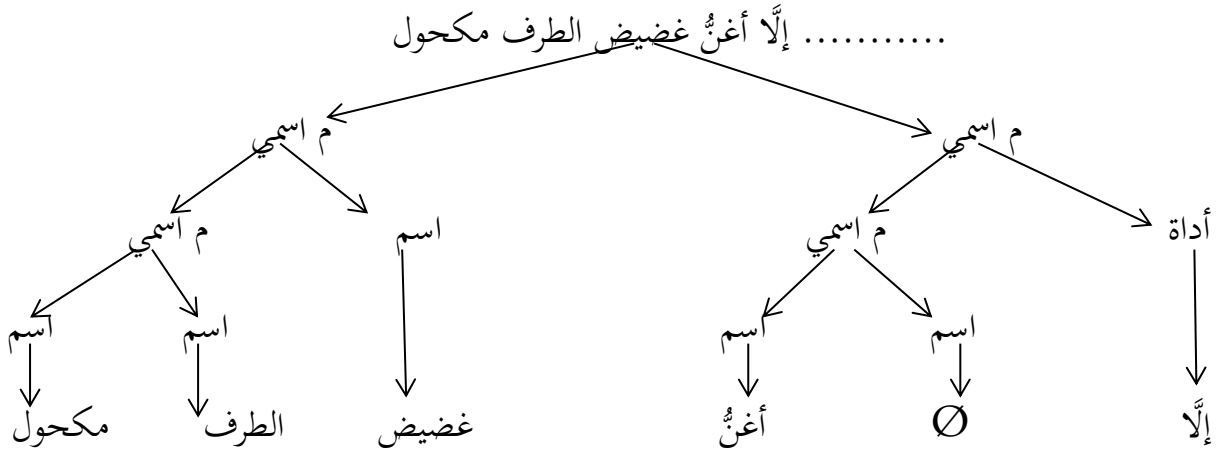 ........... إلَّا أغنُّ غضيض الطرف مكحول
م اسمي م اسمي
أداة م اسمي اسم م اسمي
اسم اسم اسم اسم
إلَّا Ø أغنُّ غضيض الطرف مكحول